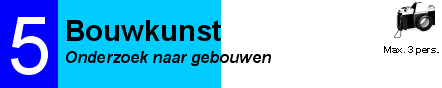 5
Bouwkunst
Onderzoek naar gebouwen
Max. 3 pers.